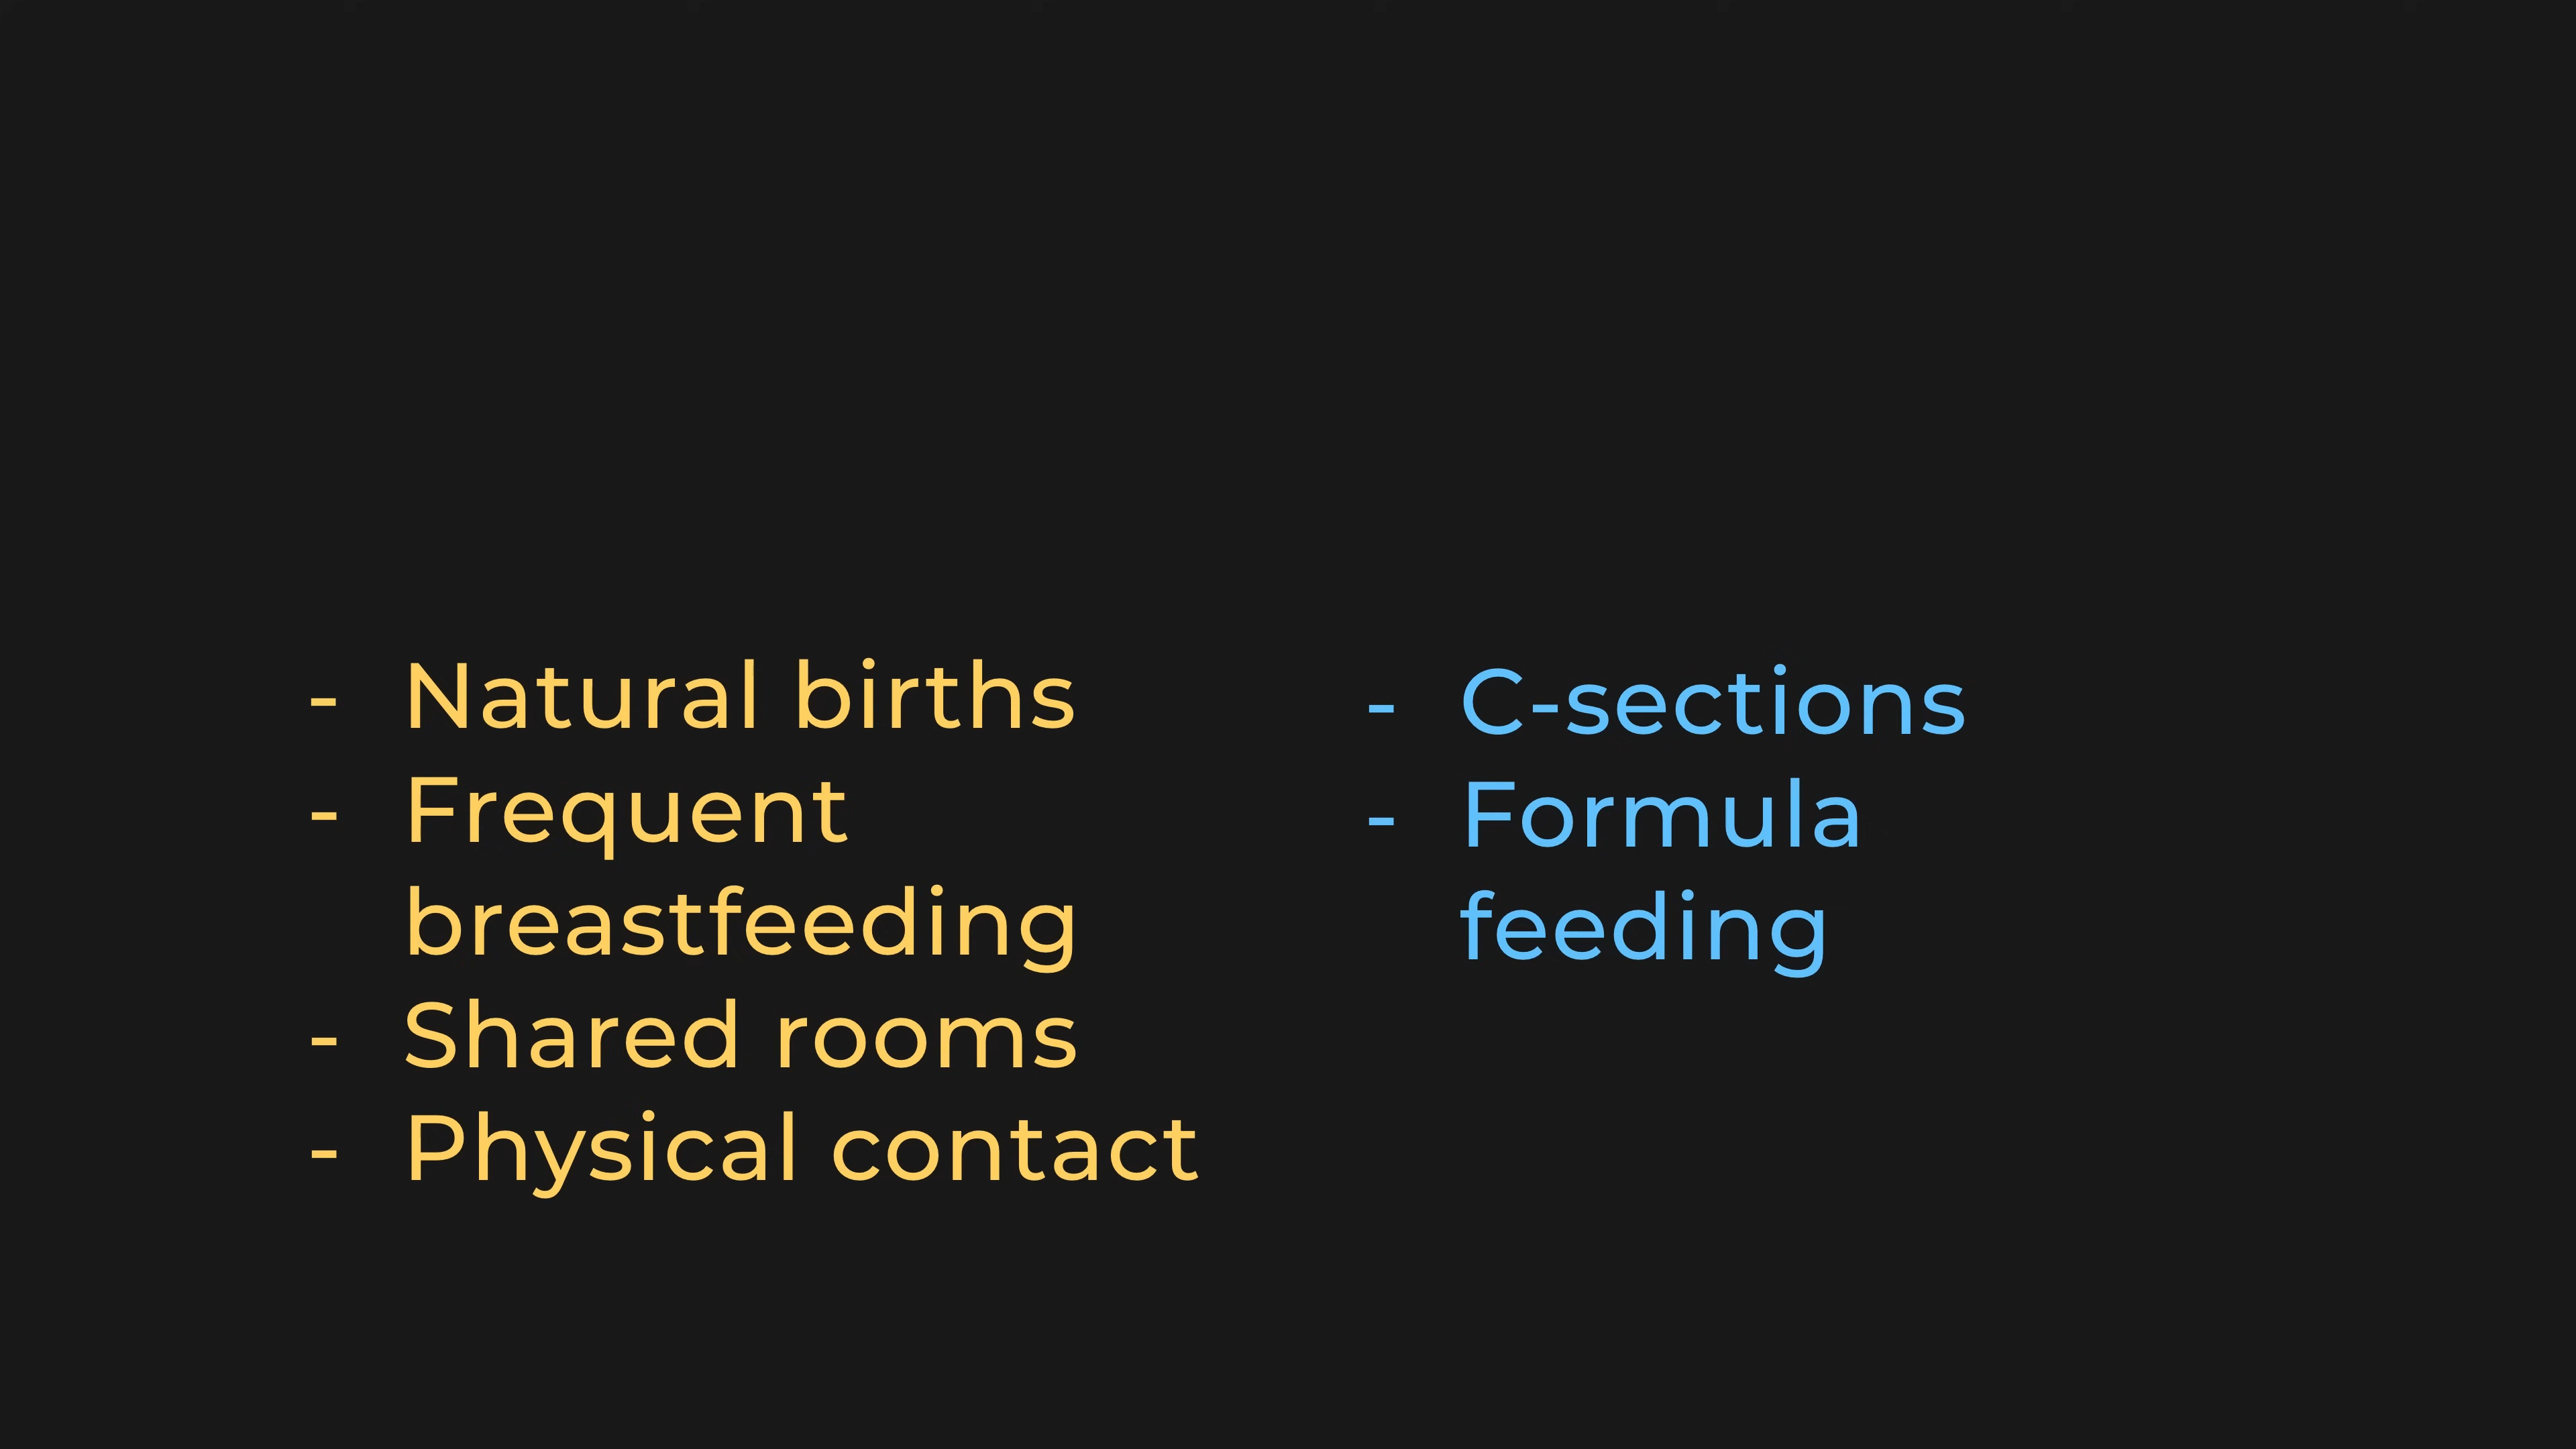 - Natural births
- Frequent
breastfeeding
- Shared rooms
- Physical contact
- C-sections
- Formula
feeding